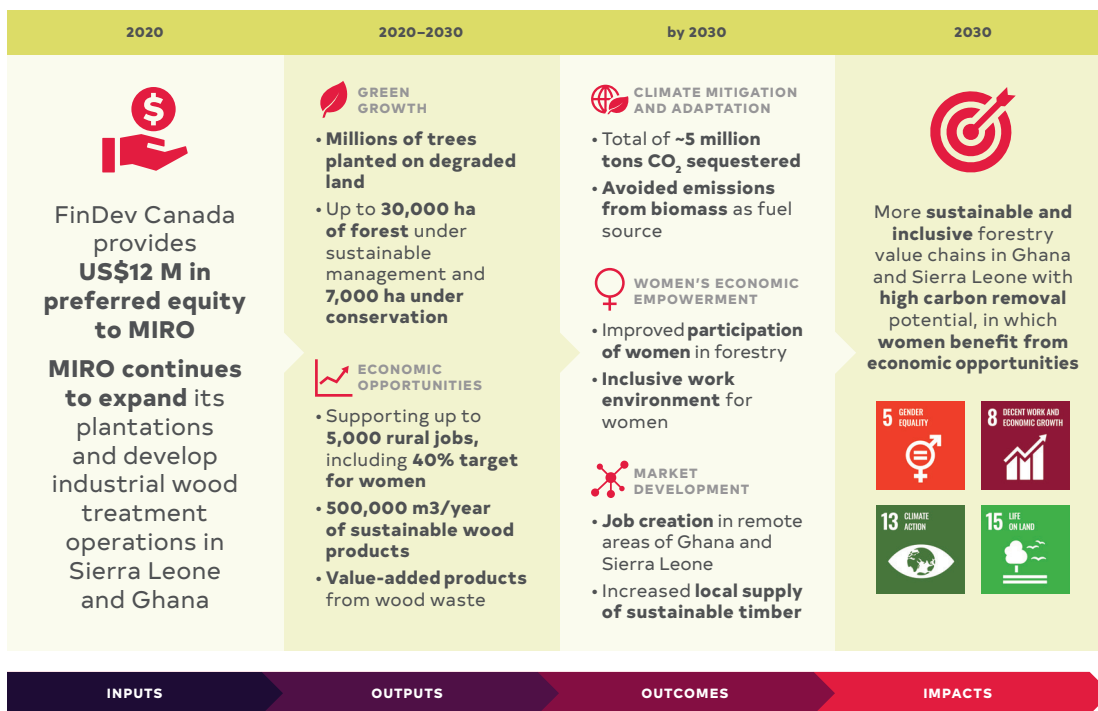 2020
2020–2030
by 2030
2030
$
FinDev Canada
provides
US$12 M in
preferred equity
to MIRO
MIRO continues
to expand its
plantations
and develop
industrial wood
treatment
operations in
Sierra Leone
and Ghana
GREEN
GROWTH
• Millions of trees
planted on degraded
land
• Up to 30,000 ha
of forest under
sustainable
management and
7,000 ha under
conservation
ECONOMIC
OPPORTUNITIES
• Supporting up to
5,000 rural jobs,
including 40% target
for women
• 500,000 m3/year
of sustainable wood
products
• Value-added products
from wood waste
CLIMATE MITIGATION
AND ADAPTATION
• Total of ~5 million
tons CO₂ sequestered
• Avoided emissions
from biomass as fuel
source
WOMEN'S ECONOMIC
EMPOWERMENT
• Improved participation
of women in forestry
• Inclusive work
environment for
women
MARKET
DEVELOPMENT
• Job creation in remote
areas of Ghana and
Sierra Leone
• Increased local supply
of sustainable timber
More sustainable and
inclusive forestry
value chains in Ghana
and Sierra Leone with
high carbon removal
potential, in which
women benefit from
economic opportunities
5 GENDER
EQUALITY
8 DECENT WORK AND
ECONOMIC GROWTH
13 CLIMATE
ACTION
15 LIFE
ON LAND
INPUTS
OUTPUTS
OUTCOMES
IMPACTS